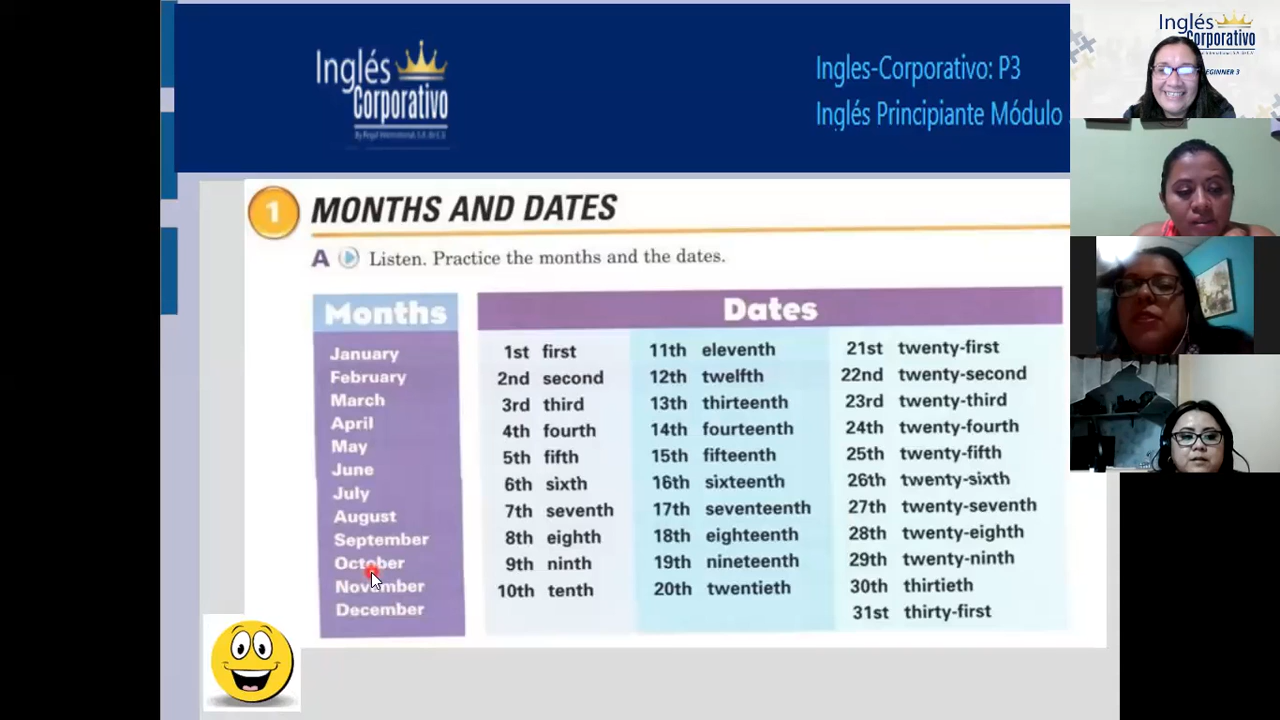 Inglés
Corporativo
By Regal International, S.A. de C.V.
Ingles-Corporativo: P3
Inglés Principiante Módulo
1 MONTHS AND DATES
A Listen. Practice the months and the dates.
Months
January
February
March
April
May
June
July
August
September
October
November
December
Dates
1st first
2nd second
3rd third
4th fourth
5th fifth
6th sixth
7th seventh
8th eighth
9th ninth
10th tenth
11th eleventh
12th twelfth
13th thirteenth
14th fourteenth
15th fifteenth
16th sixteenth
17th seventeenth
18th eighteenth
19th nineteenth
20th twentieth
21st twenty-first
22nd twenty-second
23rd twenty-third
24th twenty-fourth
25th twenty-fifth
26th twenty-sixth
27th twenty-seventh
28th twenty-eighth
29th twenty-ninth
30th thirtieth
31st thirty-first
Inglés
Corporativo
EGINNER 3